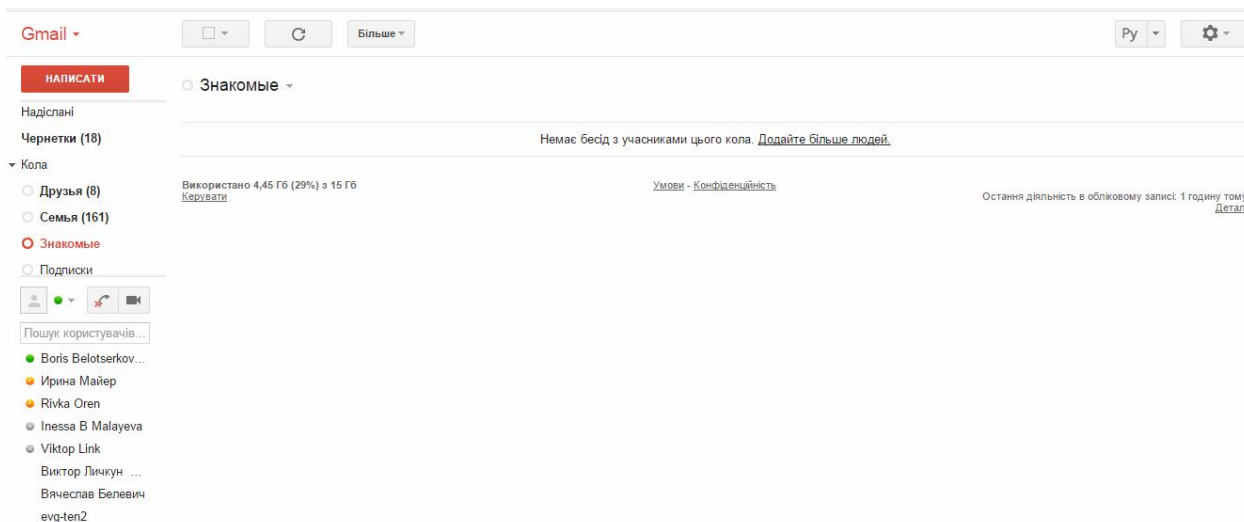 Gmail
Більше
Ру
НАПИСАТИ
Знакомые
Надіслані
Чернетки (18)
Немає бесід з учасниками цього кола. Додайте більше людей.
Кола
Друзья (8)
Семья (161)
Знакомые
Подписки
Використано 4,45 Гб (29%) з 15 Гб
Керувати
Умови - Конфіденційність
Остання діяльність в обліковому записі: 1 годину тому
Детал
Пошук користувачів...
Boris Belotserkov...
Ирина Майер
Rivka Oren
Inessa B Malayeva
Viktop Link
Виктор Личкун ...
Вячеслав Белевич
evg-ten2